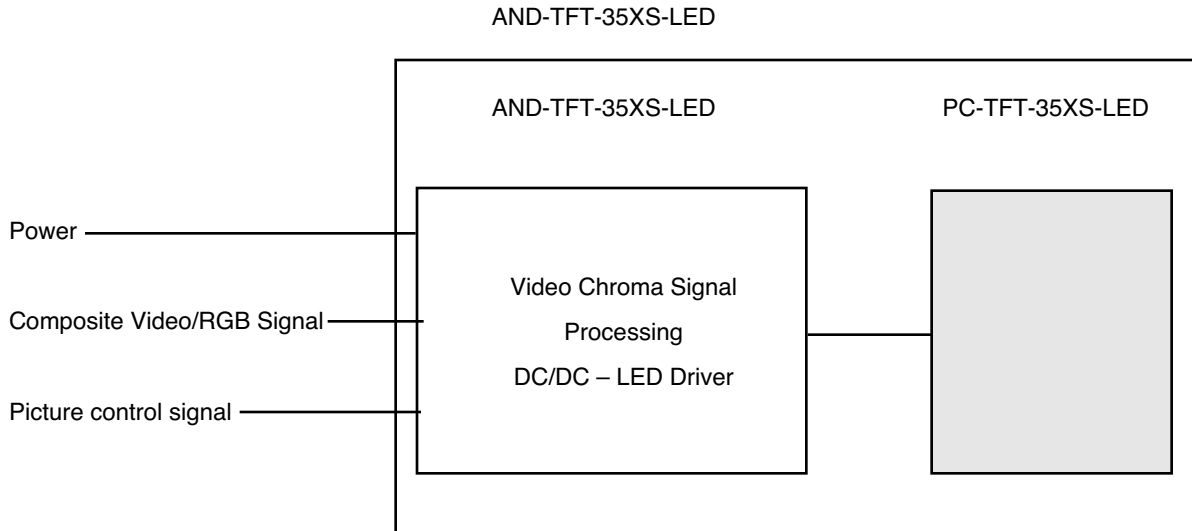 AND-TFT-35XS-LED
AND-TFT-35XS-LED
PC-TFT-35XS-LED
Power
Composite Video/RGB Signal
Picture control signal
Video Chroma Signal
Processing
DC/DC – LED Driver